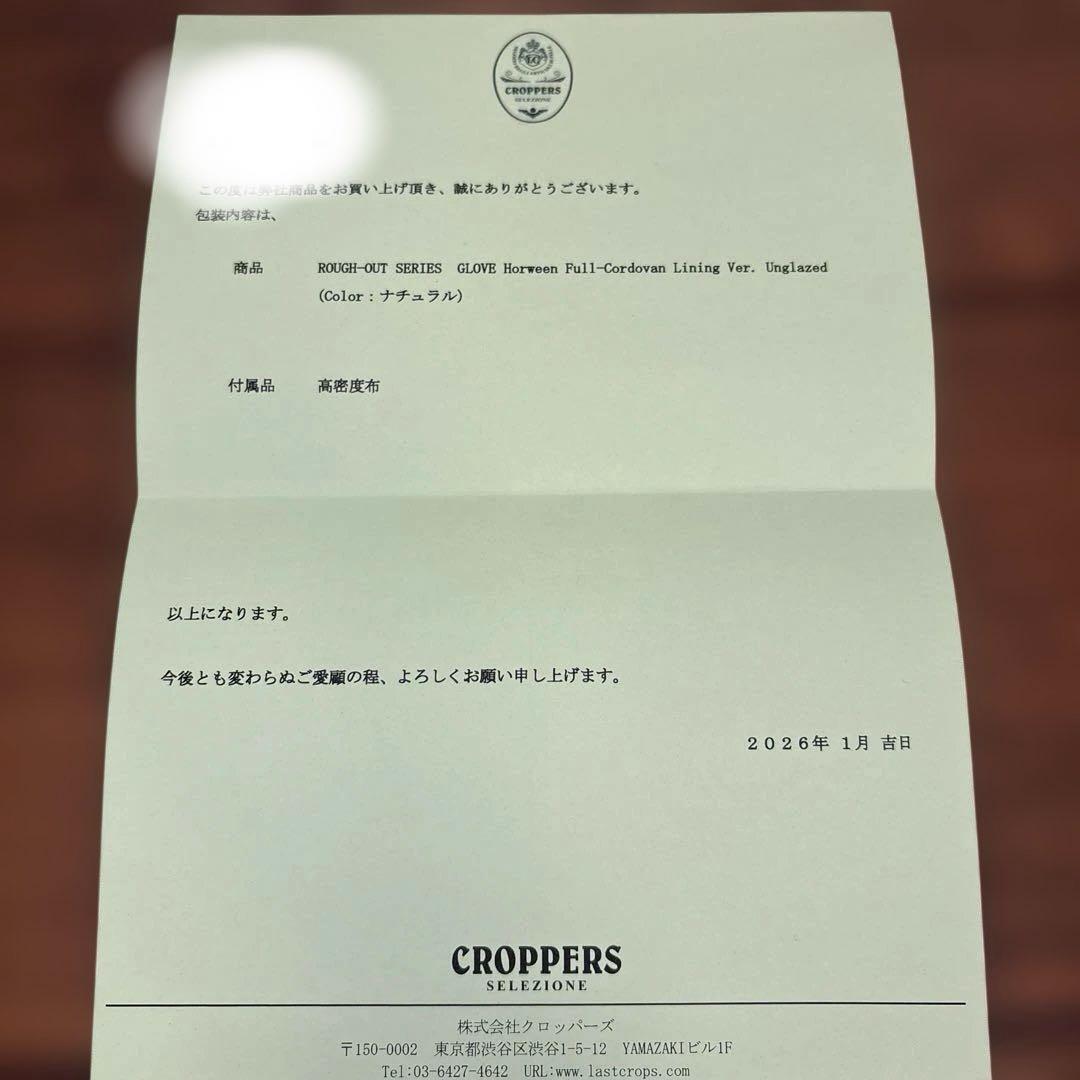 CROPPERS
SELEZIONE
この度は弊社商品をお買い上げ頂き、誠にありがとうございます。
包装内容は、
商品 ROUGH-OUT SERIES GLOVE Horween Full-Cordovan Lining Ver. Unglazed
(Color：ナチュラル)
付属品 高密度布
以上になります。
今後とも変わらぬご愛顧の程、よろしくお願い申し上げます。
２０２６年 １月 吉日
CROPPERS
SELEZIONE
株式会社クロッパーズ
〒150-0002 東京都渋谷区渋谷1-5-12 YAMAZAKIビル1F
Tel:03-6427-4642 URL:www.lastcrops.com